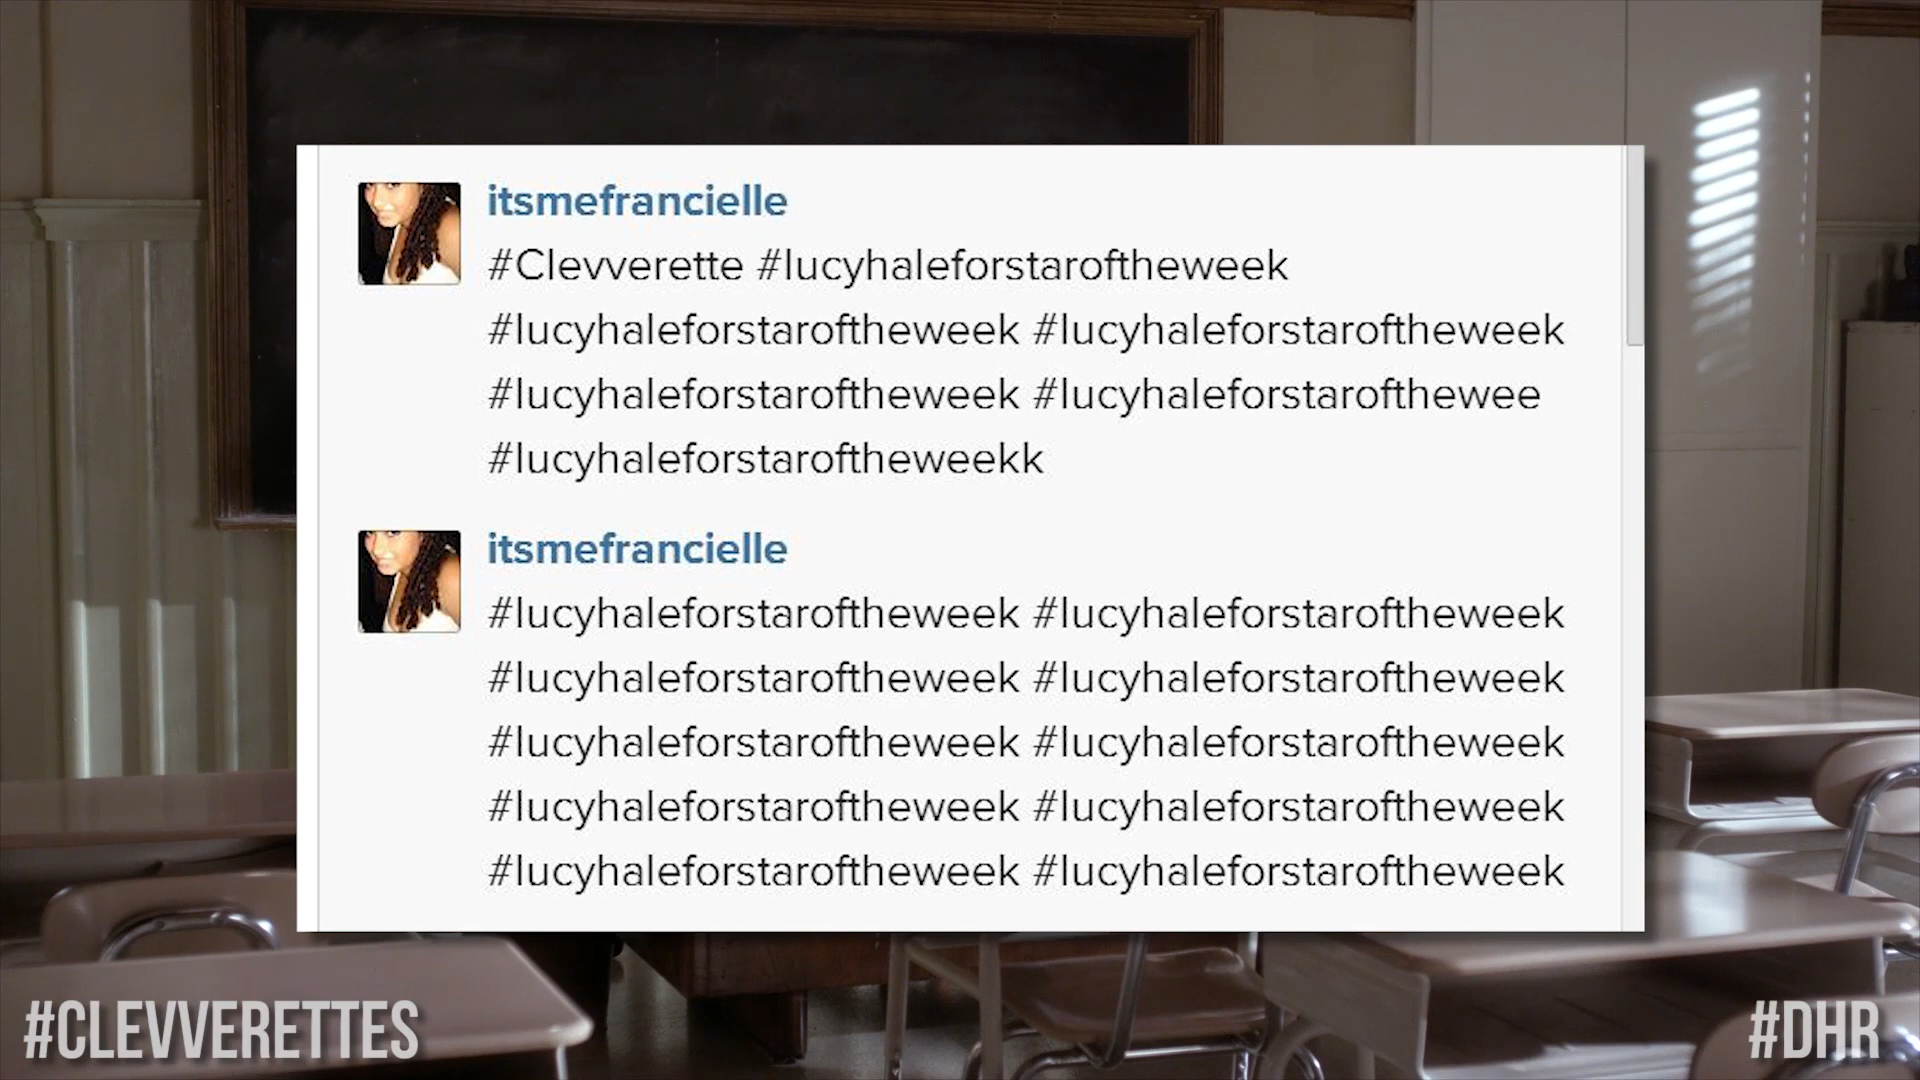 itsmefrancielle
#Clevverette #lucyhaleforstaroftheweek
#lucyhaleforstaroftheweek #lucyhaleforstaroftheweek
#lucyhaleforstaroftheweek #lucyhaleforstarofthewee
#lucyhaleforstaroftheweekk
itsmefrancielle
#lucyhaleforstaroftheweek #lucyhaleforstaroftheweek
#lucyhaleforstaroftheweek #lucyhaleforstaroftheweek
#lucyhaleforstaroftheweek #lucyhaleforstaroftheweek
#lucyhaleforstaroftheweek #lucyhaleforstaroftheweek
#lucyhaleforstaroftheweek #lucyhaleforstaroftheweek
#CLEVVERETTES
#DHR